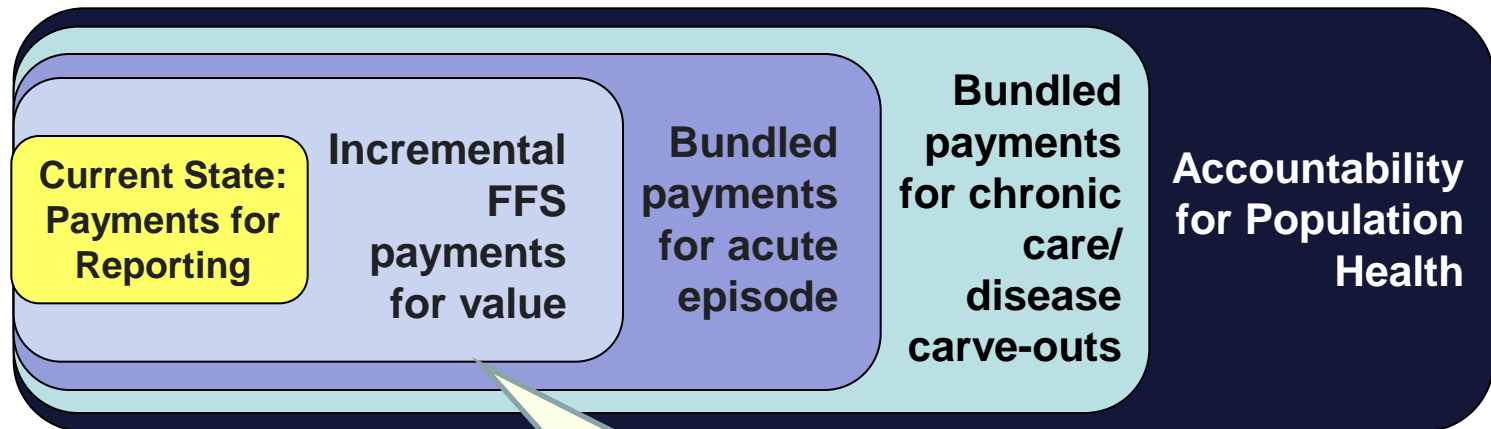 Current State:
Payments for
Reporting
Incremental
FFS
payments
for value
Bundled
payments
for acute
episode
Bundled
payments
for chronic
care/
disease
carve-outs
Accountability
for Population
Health